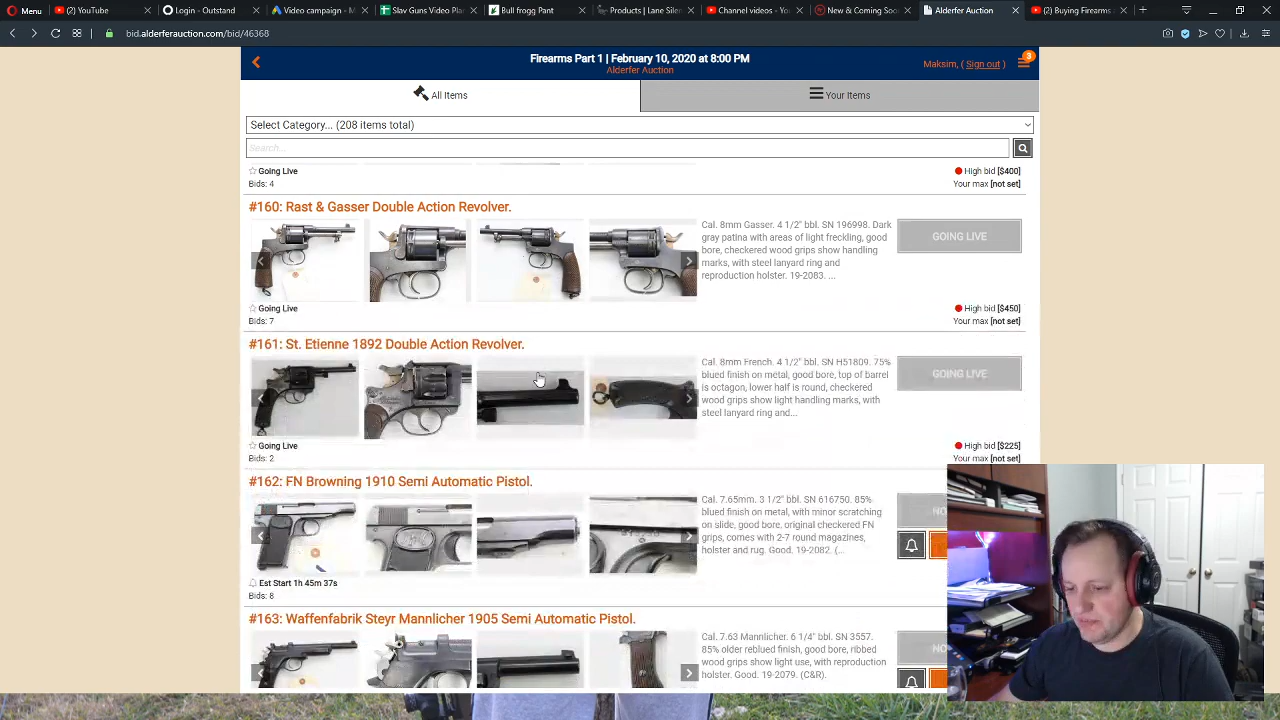 Menu
(2) YouTube
Login - Outstand
Video campaign - M
Slav Guns Video Plan
Bull frogg Pant
Products | Lane Silen
Channel videos - You
New & Coming Soo
Alderfer Auction
(2) Buying Firearms
bid.alderferauction.com/bid/46368
Firearms Part 1 | February 10, 2020 at 8:00 PM
Alderfer Auction
Maksim, ( Sign out )
3
All Items
Your Items
Select Category... (208 items total)
Search...
Going Live
Bids: 4
High bid [$400]
Your max [not set]
#160: Rast & Gasser Double Action Revolver.
Cal. 8mm Gasser. 4 1/2" bbl. SN 196998. Dark
gray patina with areas of light freckling, good
bore, checkered wood grips show handling
marks, with steel lanyard ring and
reproduction holster. 19-2083. ...
GOING LIVE
Going Live
Bids: 7
High bid [$450]
Your max [not set]
#161: St. Etienne 1892 Double Action Revolver.
Cal. 8mm French. 4 1/2" bbl. SN H51809. 75%
blued finish on metal, good bore, top of barrel
is octagon, lower half is round, checkered
wood grips show light handling marks, with
steel lanyard ring and...
GOING LIVE
Going Live
Bids: 2
High bid [$225]
Your max [not set]
#162: FN Browning 1910 Semi Automatic Pistol.
Cal. 7.65mm. 3 1/2" bbl. SN 616750. 85%
blued finish on metal, with minor scratching
on slide, good bore, original checkered FN
grips, comes with 2-7 round magazines,
holster and rug. Good. 19-2082. (...
NO
Est Start 1h 45m 37s
Bids: 8
#163: Waffenfabrik Steyr Mannlicher 1905 Semi Automatic Pistol.
Cal. 7.63 Mannlicher. 6 1/4" bbl. SN 3557.
85% older reblued finish, good bore, ribbed
wood grips show light use, with reproduction
holster. Good. 19-2079. (C&R).
NO